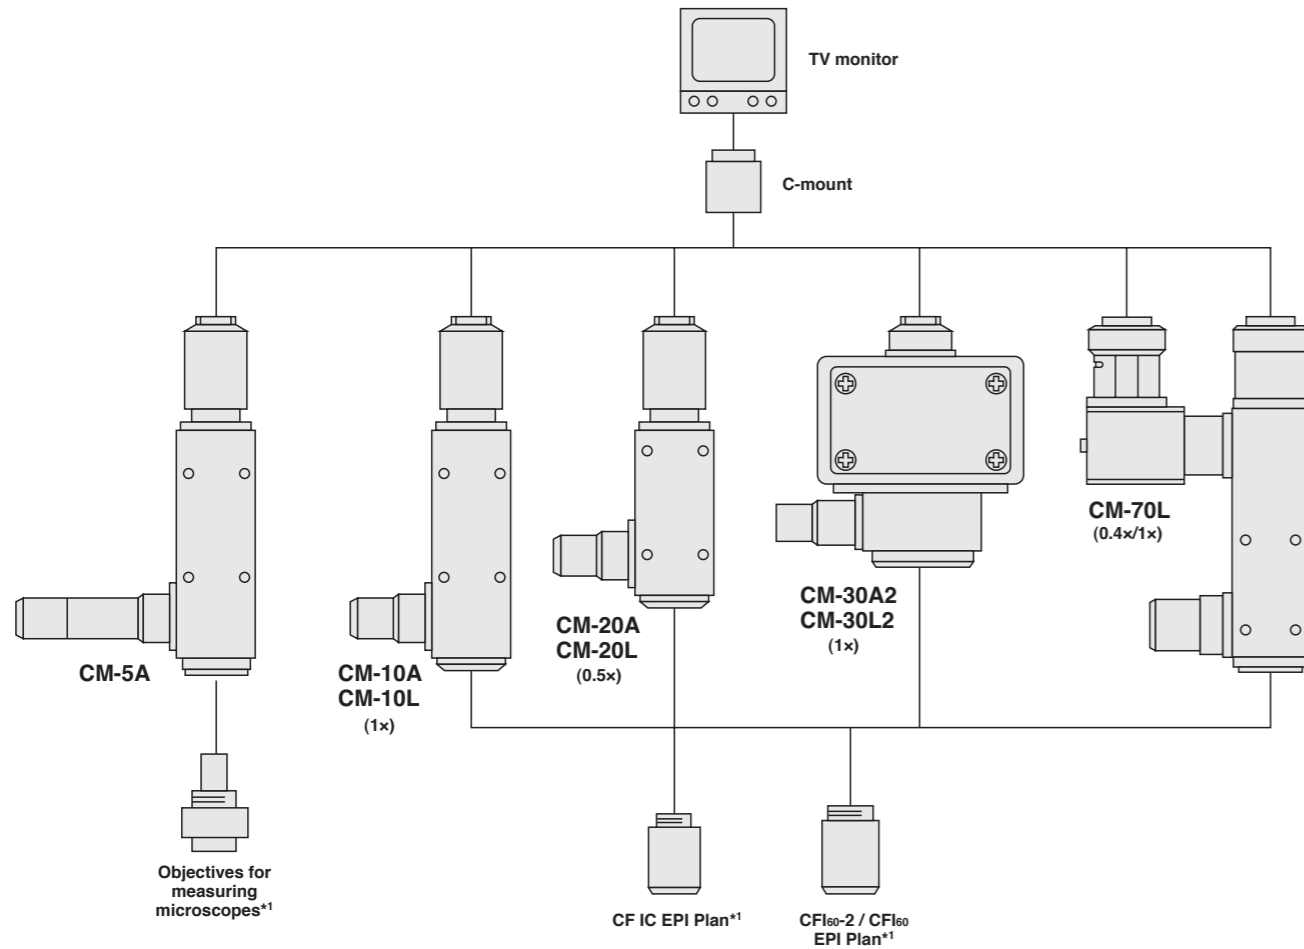 TV monitor
C-mount
CM-5A
CM-10A
CM-10L
(1×)
CM-20A
CM-20L
(0.5×)
CM-30A2
CM-30L2
(1×)
CM-70L
(0.4×/1×)
Objectives for
measuring
microscopes*1
CF IC EPI Plan*1
CFI60-2 / CFI60
EPI Plan*1